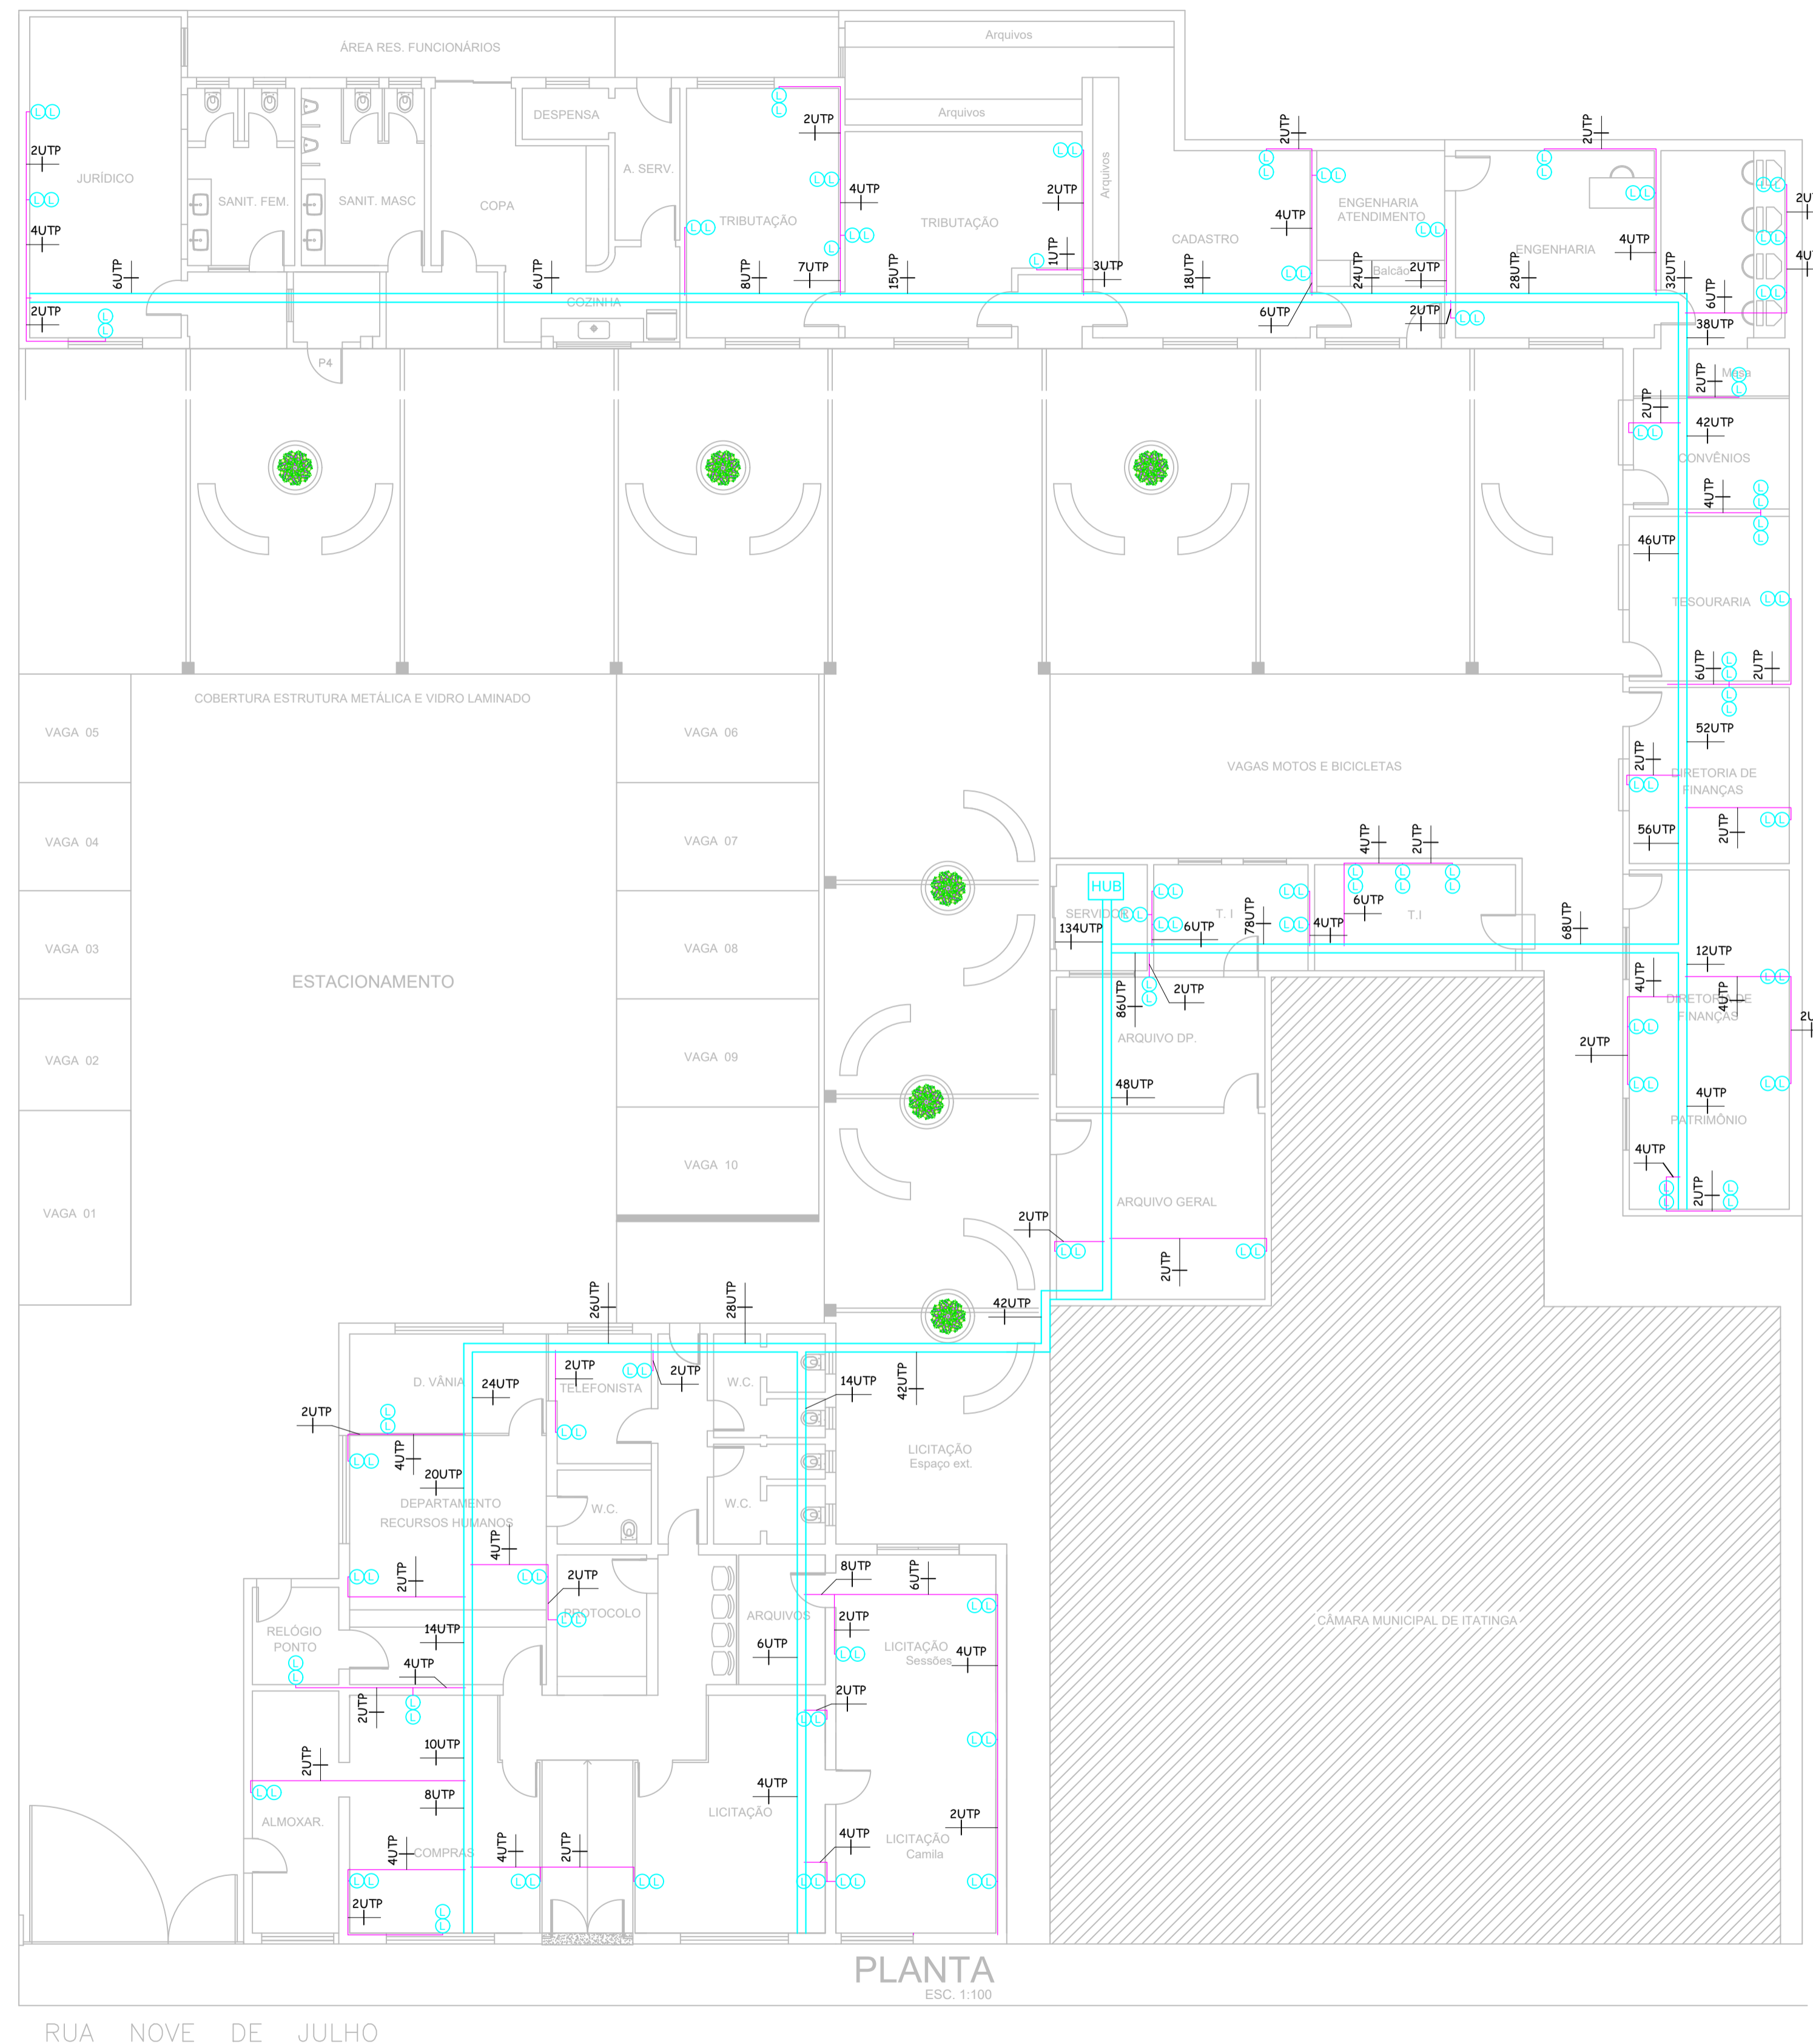 Arquivos
ÁREA RES. FUNCIONÁRIOS
L L
L
L
DESPENSA
Arquivos
2UTP
2UTP
2UTP
2UTP
L L
Arquivos
L
L
L
L
JURÍDICO
A. SERV.
L L
4UTP
2UTP
L L
L L
L L
SANIT. FEM.
SANIT. MASC
COPA
TRIBUTAÇÃO
TRIBUTAÇÃO
ENGENHARIA
ATENDIMENTO
L L
L L
4UTP
L L
L L
4UTP
L L
CADASTRO
ENGENHARIA
4UTP
L L
L
1UTP
L
L L
Balcão
6UTP
6UTP
8UTP
7UTP
15UTP
3UTP
18UTP
24UTP
2UTP
28UTP
32UTP
L L
6UTP
COZINHA
2UTP
L
L
6UTP
2UTP
L L
38UTP
P4
Mesa
2UTP
L
L
2UTP
L L
42UTP
CONVÊNIOS
4UTP
L
L
L
L
46UTP
TESOURARIA
L L
6UTP
L
L
2UTP
L
L
COBERTURA ESTRUTURA METÁLICA E VIDRO LAMINADO
VAGA 05
VAGA 06
52UTP
2UTP
VAGAS MOTOS E BICICLETAS
DIRETORIA DE
FINANÇAS
L L
L L
2UTP
VAGA 04
VAGA 07
56UTP
4UTP
2UTP
HUB
L L
L L
L
L
L
L
L
L
6UTP
SERVIDOR
L L
T. I
T.I
L L
L L
134UTP
6UTP
78UTP
4UTP
68UTP
VAGA 03
VAGA 08
12UTP
ESTACIONAMENTO
L
L
2UTP
86UTP
4UTP
4UTP
L L
DIRETORIA DE
FINANÇAS
L L
ARQUIVO DP.
2UTP
VAGA 02
VAGA 09
48UTP
L L
L L
4UTP
PATRIMÔNIO
VAGA 10
4UTP
L
L
2UTP
L
L
VAGA 01
ARQUIVO GERAL
2UTP
L L
2UTP
L L
26UTP
28UTP
42UTP
D. VÂNIA
24UTP
2UTP
TELEFONISTA
L L
2UTP
W.C.
14UTP
42UTP
2UTP
L
L
L L
4UTP
L L
LICITAÇÃO
Espaço ext.
20UTP
DEPARTAMENTO
RECURSOS HUMANOS
W.C.
W.C.
4UTP
L L
2UTP
L L
2UTP
8UTP
6UTP
PROTOCOLO
L L
ARQUIVOS
2UTP
L L
RELÓGIO
PONTO
14UTP
6UTP
L L
LICITAÇÃO
Sessões
4UTP
CÂMARA MUNICIPAL DE ITATINGA
L
L
4UTP
2UTP
L
L
2UTP
L L
L L
10UTP
2UTP
L L
8UTP
4UTP
LICITAÇÃO
ALMOXAR.
2UTP
4UTP
COMPRAS
4UTP
2UTP
4UTP
LICITAÇÃO
Camila
L L
L L
L L
L L
L L
L L
2UTP
L
L
PLANTA
ESC. 1:100
RUA NOVE DE JULHO